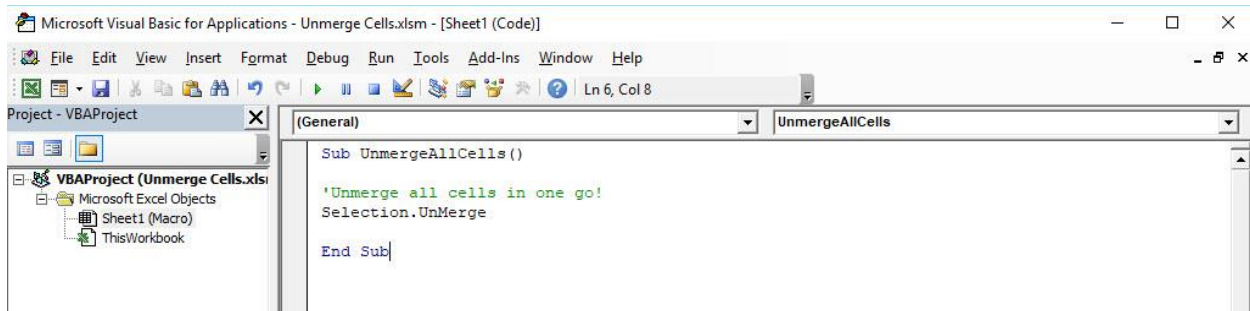 Microsoft Visual Basic for Applications - Unmerge Cells.xlsm - [Sheet1 (Code)]
File Edit View Insert Format Debug Run Tools Add-Ins Window Help
Ln 6, Col 8
Project - VBAProject
(General) UnmergeAllCells
VBAProject (Unmerge Cells.xls
Microsoft Excel Objects
Sheet1 (Macro)
ThisWorkbook
Sub UnmergeAllCells()
'Unmerge all cells in one go!
Selection.UnMerge
End Sub